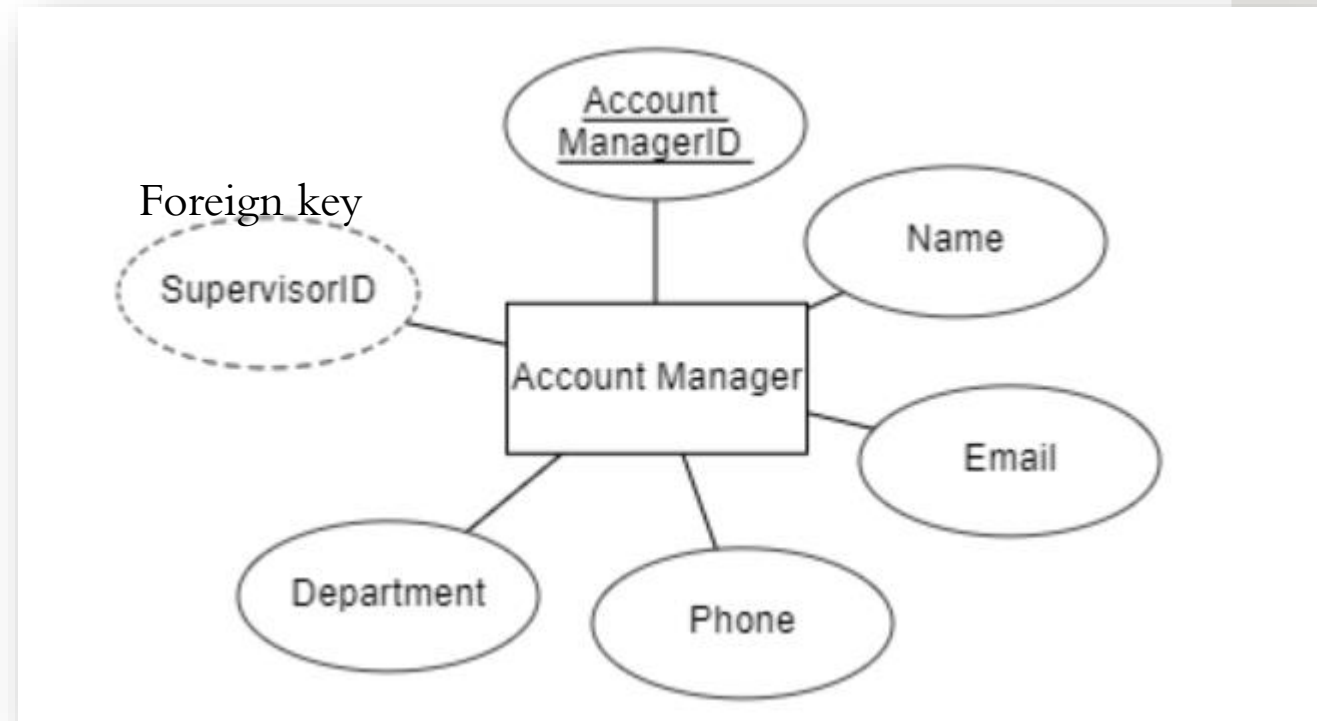 Account
ManagerID
Foreign key
Name
SupervisorID
Account Manager
Email
Department
Phone